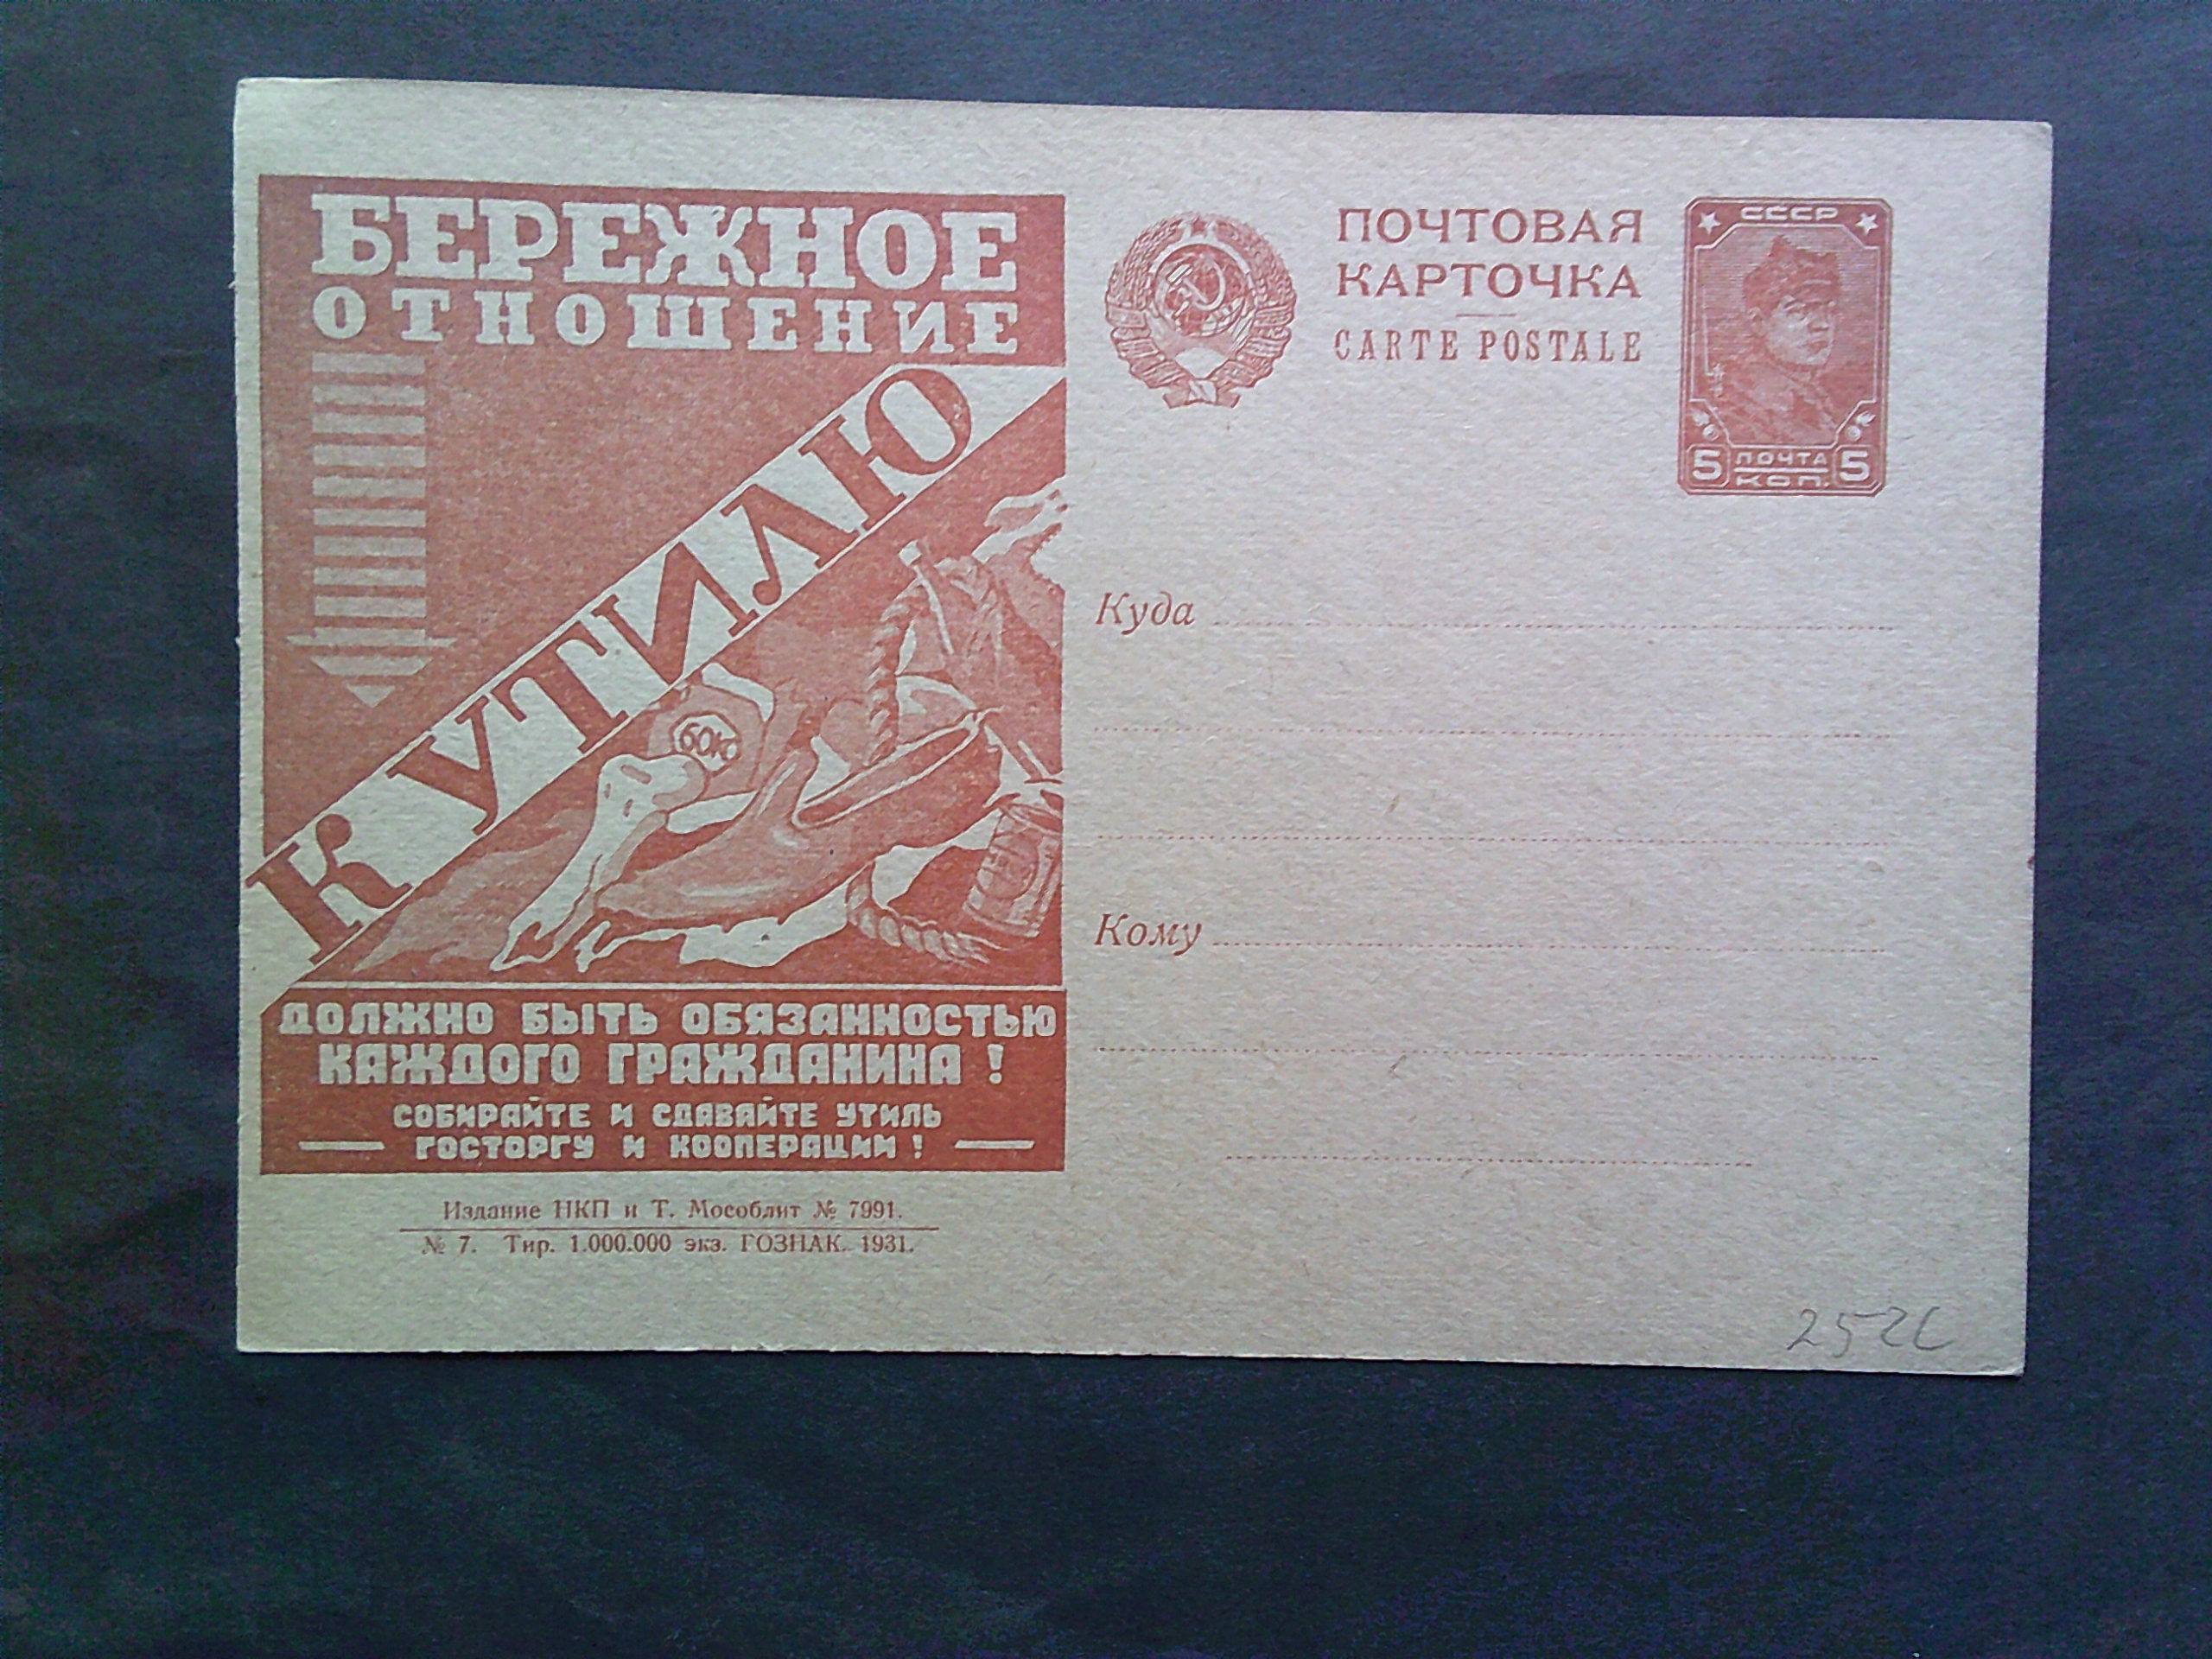 БЕРЕЖНОЕ
ОТНОШЕНИЕ
К УТИЛЮ
ДОЛЖНО БЫТЬ ОБЯЗАННОСТЬЮ
КАЖДОГО ГРАЖДАНИНА !
СОБИРАЙТЕ И СДАВАЙТЕ УТИЛЬ
ГОСТОРГУ И КООПЕРАЦИИ !
Издание НКП и Т. Мособлит № 7991.
№ 7. Тир. 1.000.000 экз. ГОЗНАК. 1931.
ПОЧТОВАЯ
КАРТОЧКА
CARTE POSTALE
СССР
5 ПОЧТА 5
КОП.
Куда
Кому